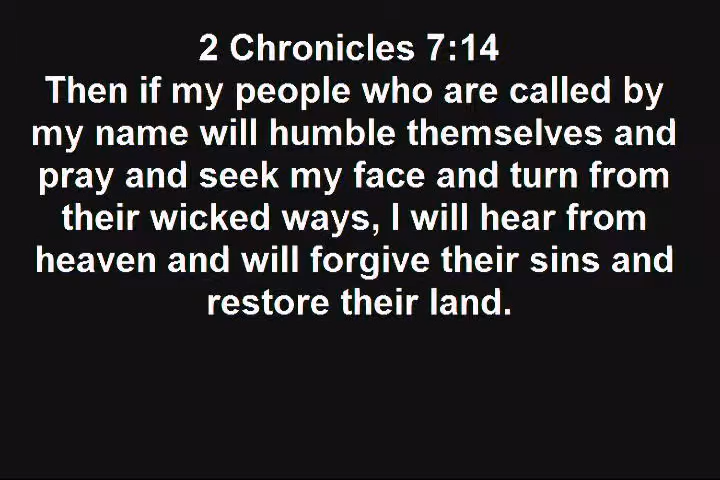 2 Chronicles 7:14
Then if my people who are called by
my name will humble themselves and
pray and seek my face and turn from
their wicked ways, I will hear from
heaven and will forgive their sins and
restore their land.